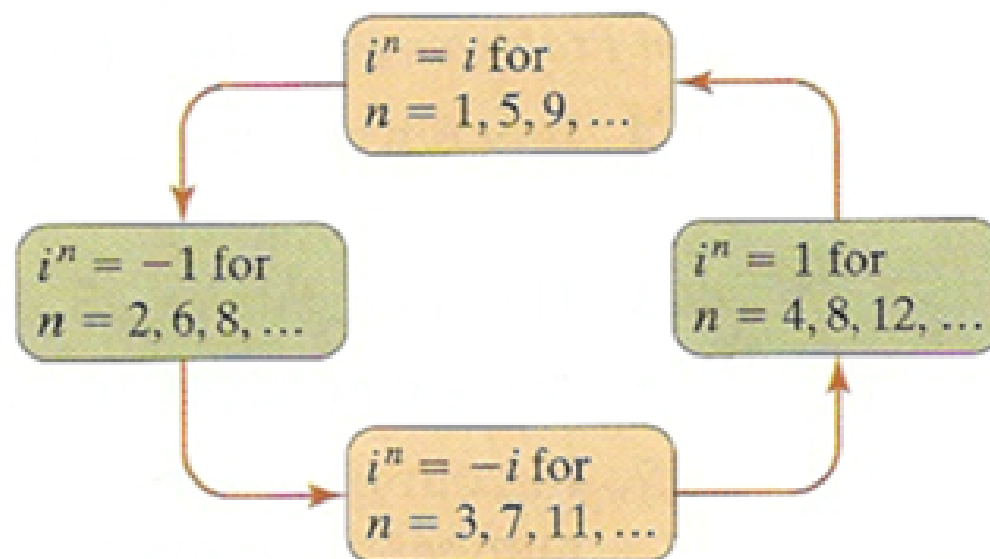 iⁿ = i for
n = 1, 5, 9, ...
iⁿ = −1 for
n = 2, 6, 8, ...
iⁿ = 1 for
n = 4, 8, 12, ...
iⁿ = −i for
n = 3, 7, 11, ...